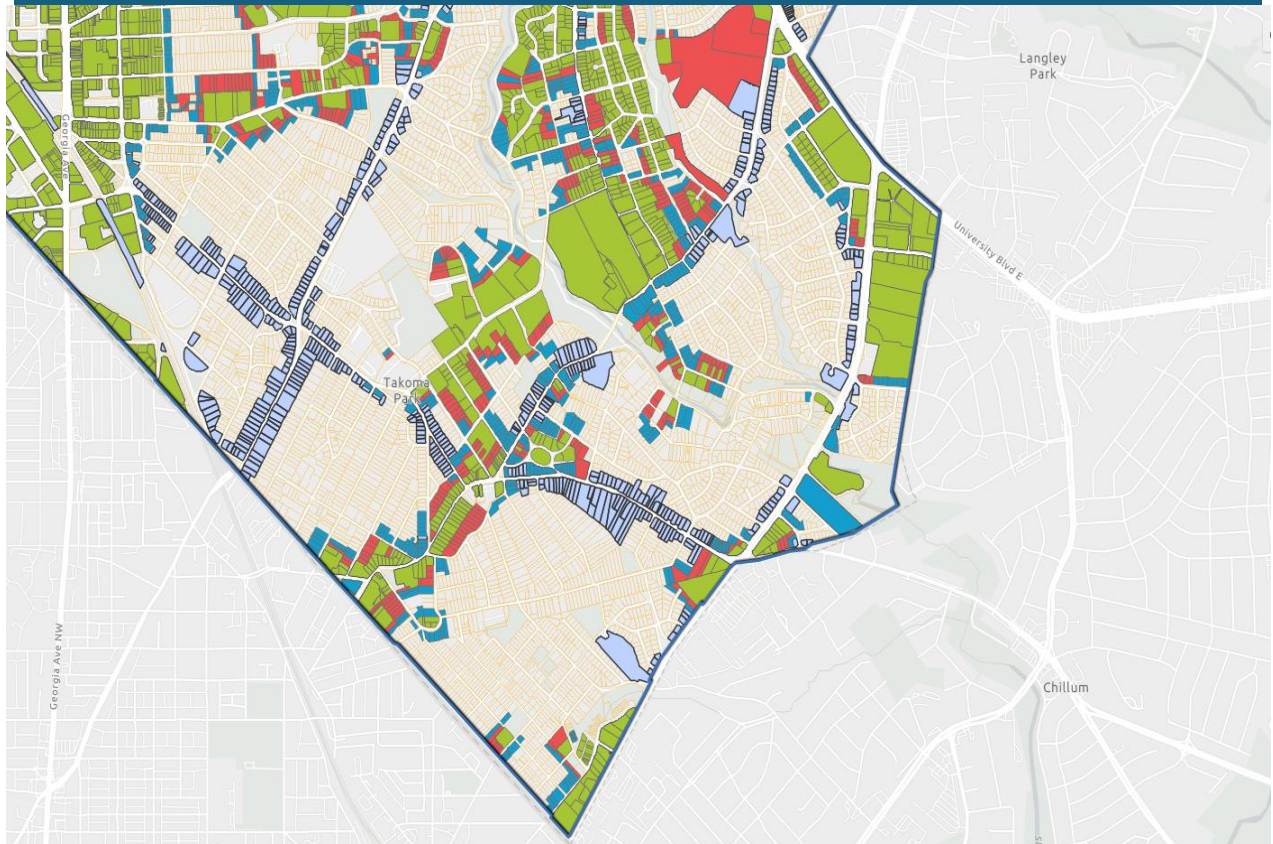 Langley
Park
Georgia Ave
University Blvd E
Takoma
Park
Georgia Ave NW
Chillum